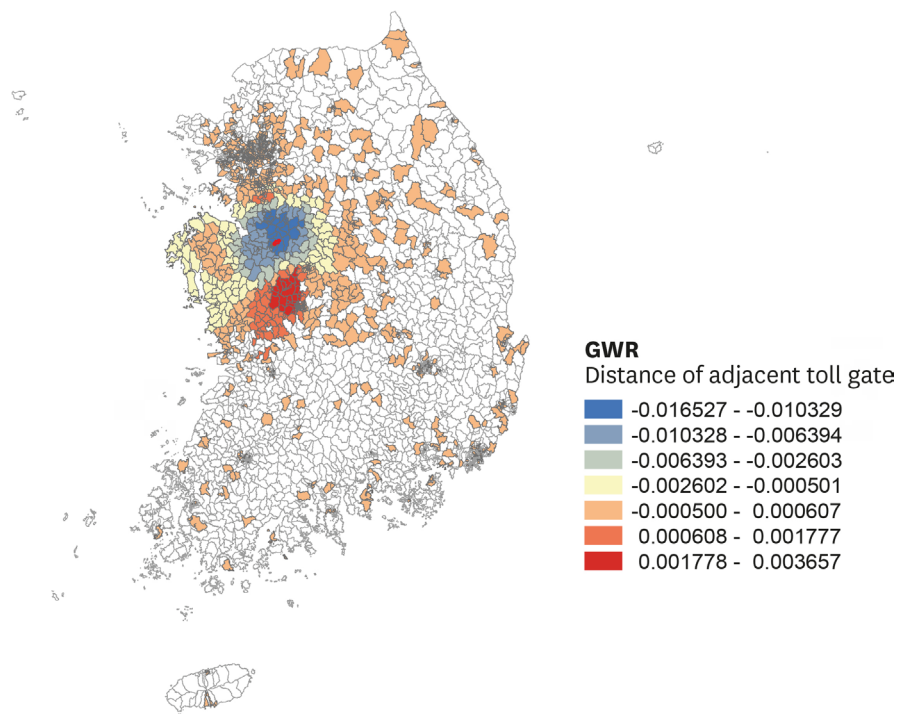 GWR
Distance of adjacent toll gate
-0.016527 - -0.010329
-0.010328 - -0.006394
-0.006393 - -0.002603
-0.002602 - -0.000501
-0.000500 - 0.000607
0.000608 - 0.001777
0.001778 - 0.003657